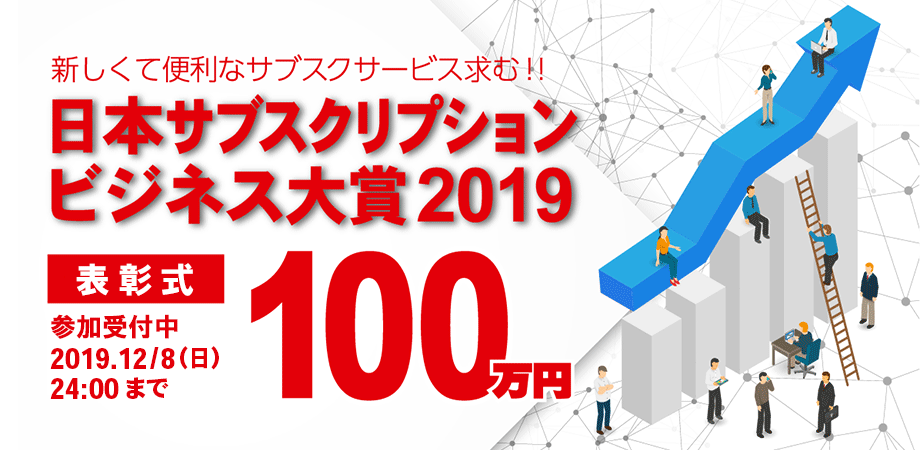 新しくて便利なサブスクサービス求む!!
日本サブスクリプション
ビジネス大賞2019
表彰式
参加受付中
2019.12/8(日)
24:00まで
100万円